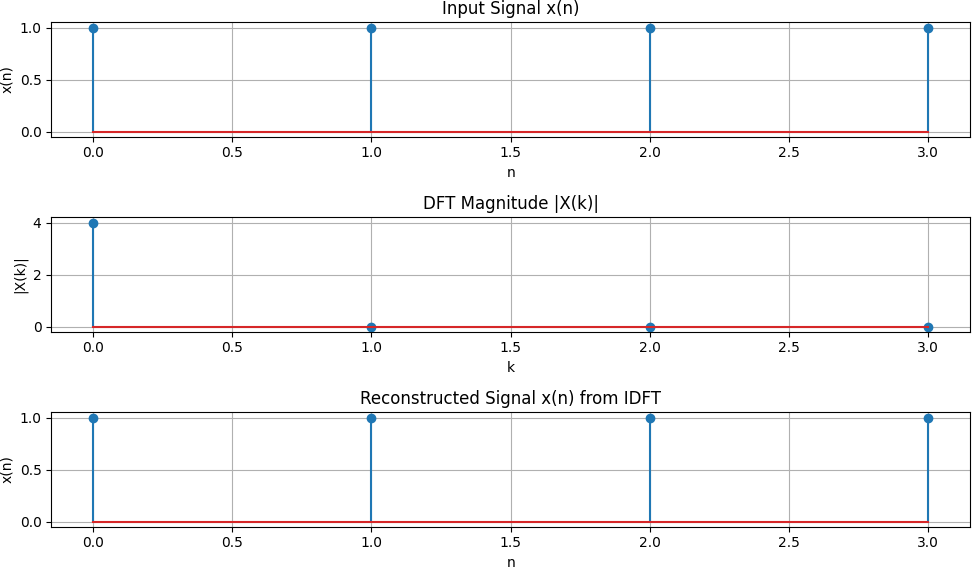 Input Signal x(n)
1.0
0.5
0.0
x(n)
0.0 0.5 1.0 1.5 2.0 2.5 3.0
n
DFT Magnitude |X(k)|
4
2
0
|X(k)|
0.0 0.5 1.0 1.5 2.0 2.5 3.0
k
Reconstructed Signal x(n) from IDFT
1.0
0.5
0.0
x(n)
0.0 0.5 1.0 1.5 2.0 2.5 3.0
n